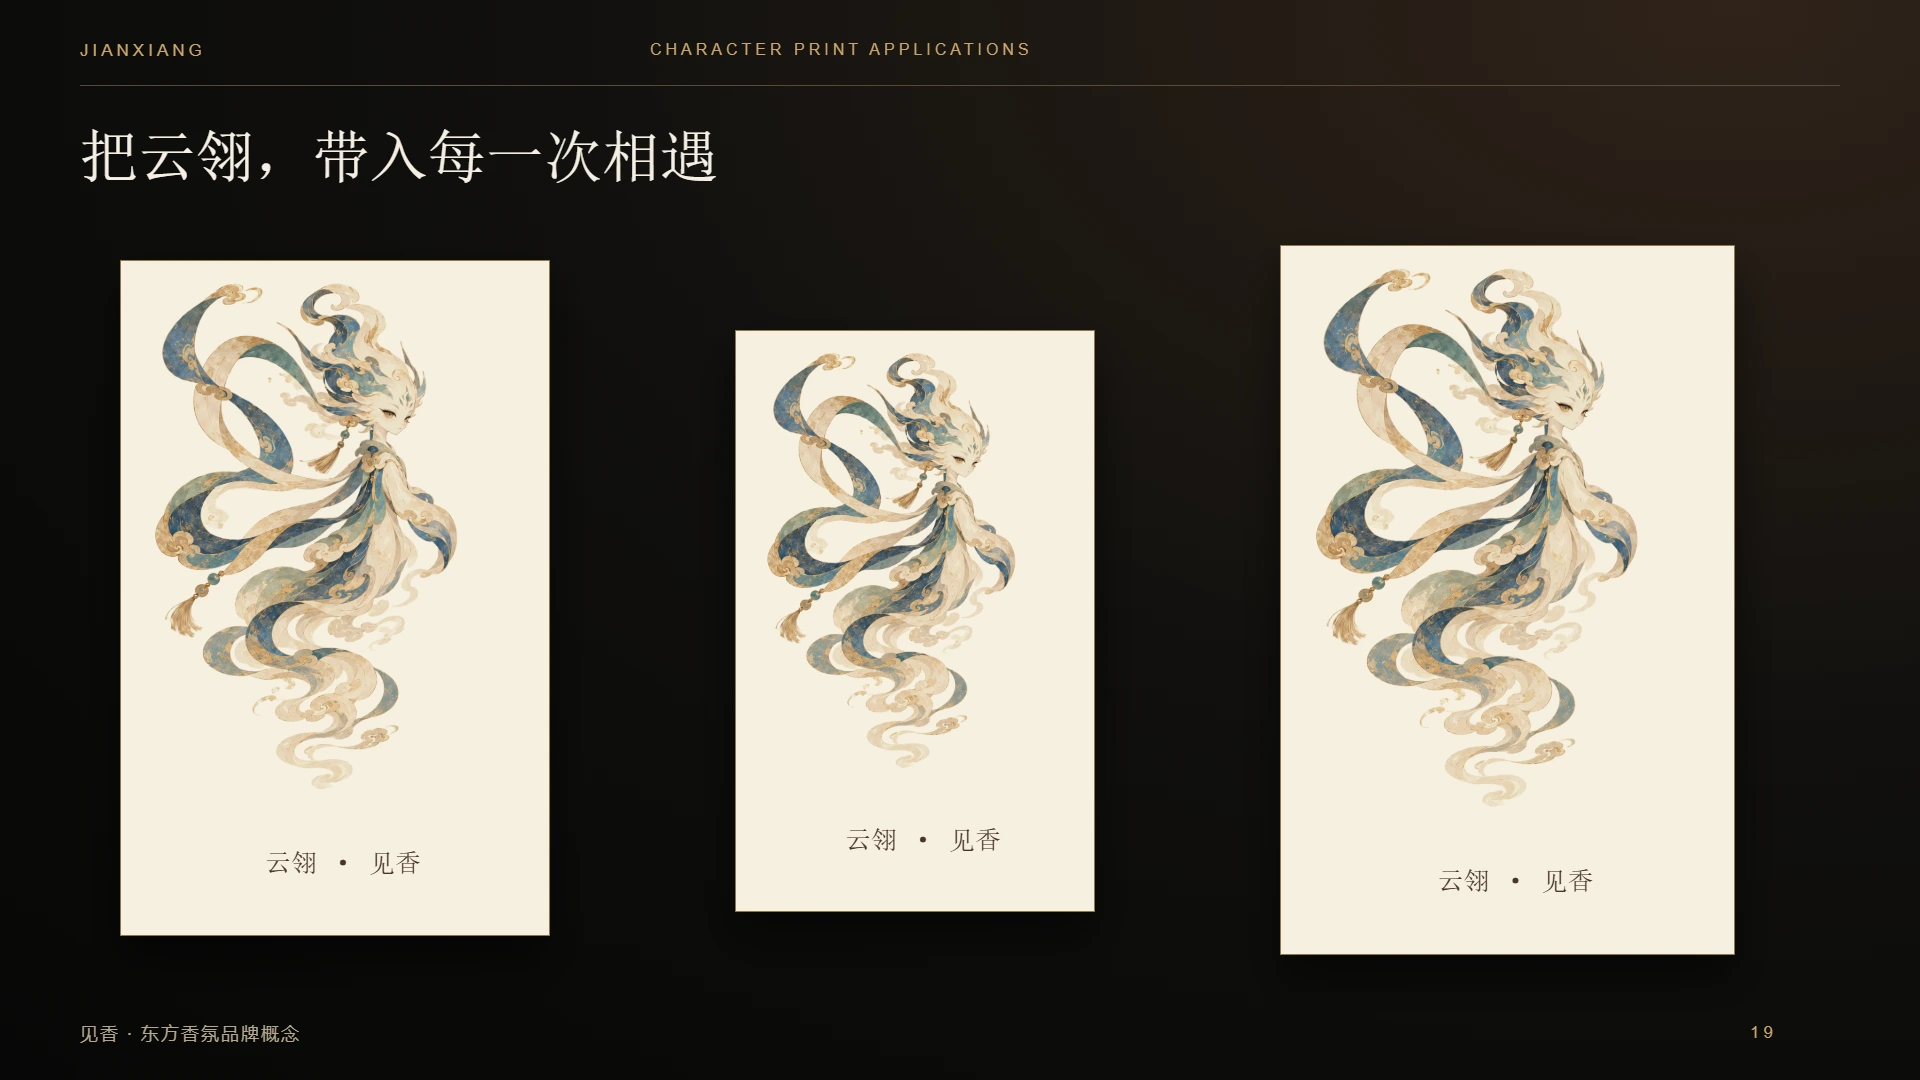 JIANXIANG
CHARACTER PRINT APPLICATIONS
把云翎，带入每一次相遇
云翎 • 见香
云翎 • 见香
云翎 • 见香
见香 · 东方香氛品牌概念
19